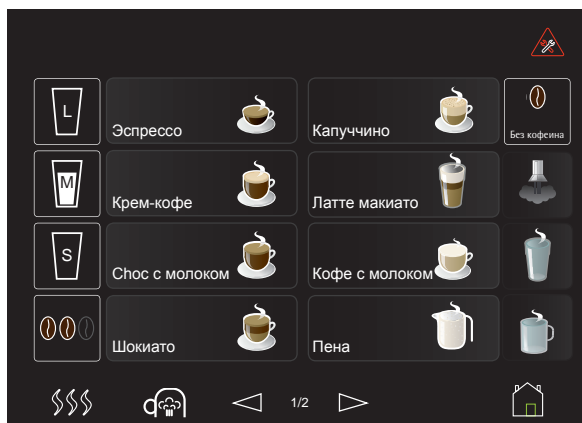 L
Эспрессо
Капуччино
Без кофеина
M
Крем-кофе
Латте макиато
S
Choc с молоком
Кофе с молоком
Шокиато
Пена
1/2